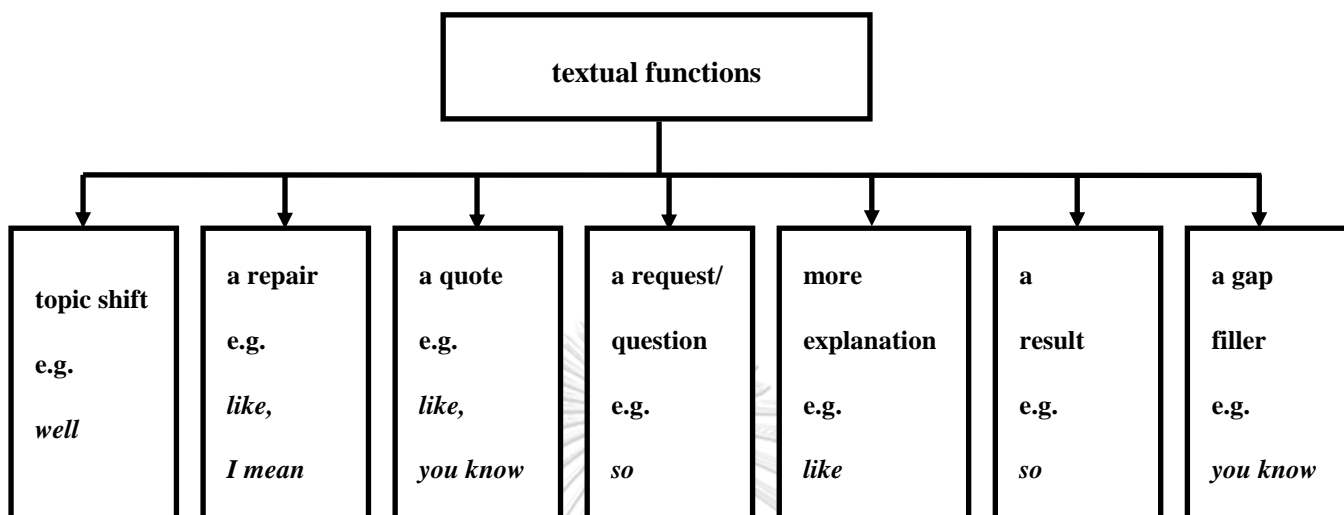 textual functions
topic shift
e.g.
well
a repair
e.g.
like,
I mean
a quote
e.g.
like,
you know
a request/
question
e.g.
so
more
explanation
e.g.
like
a
result
e.g.
so
a gap
filler
e.g.
you know